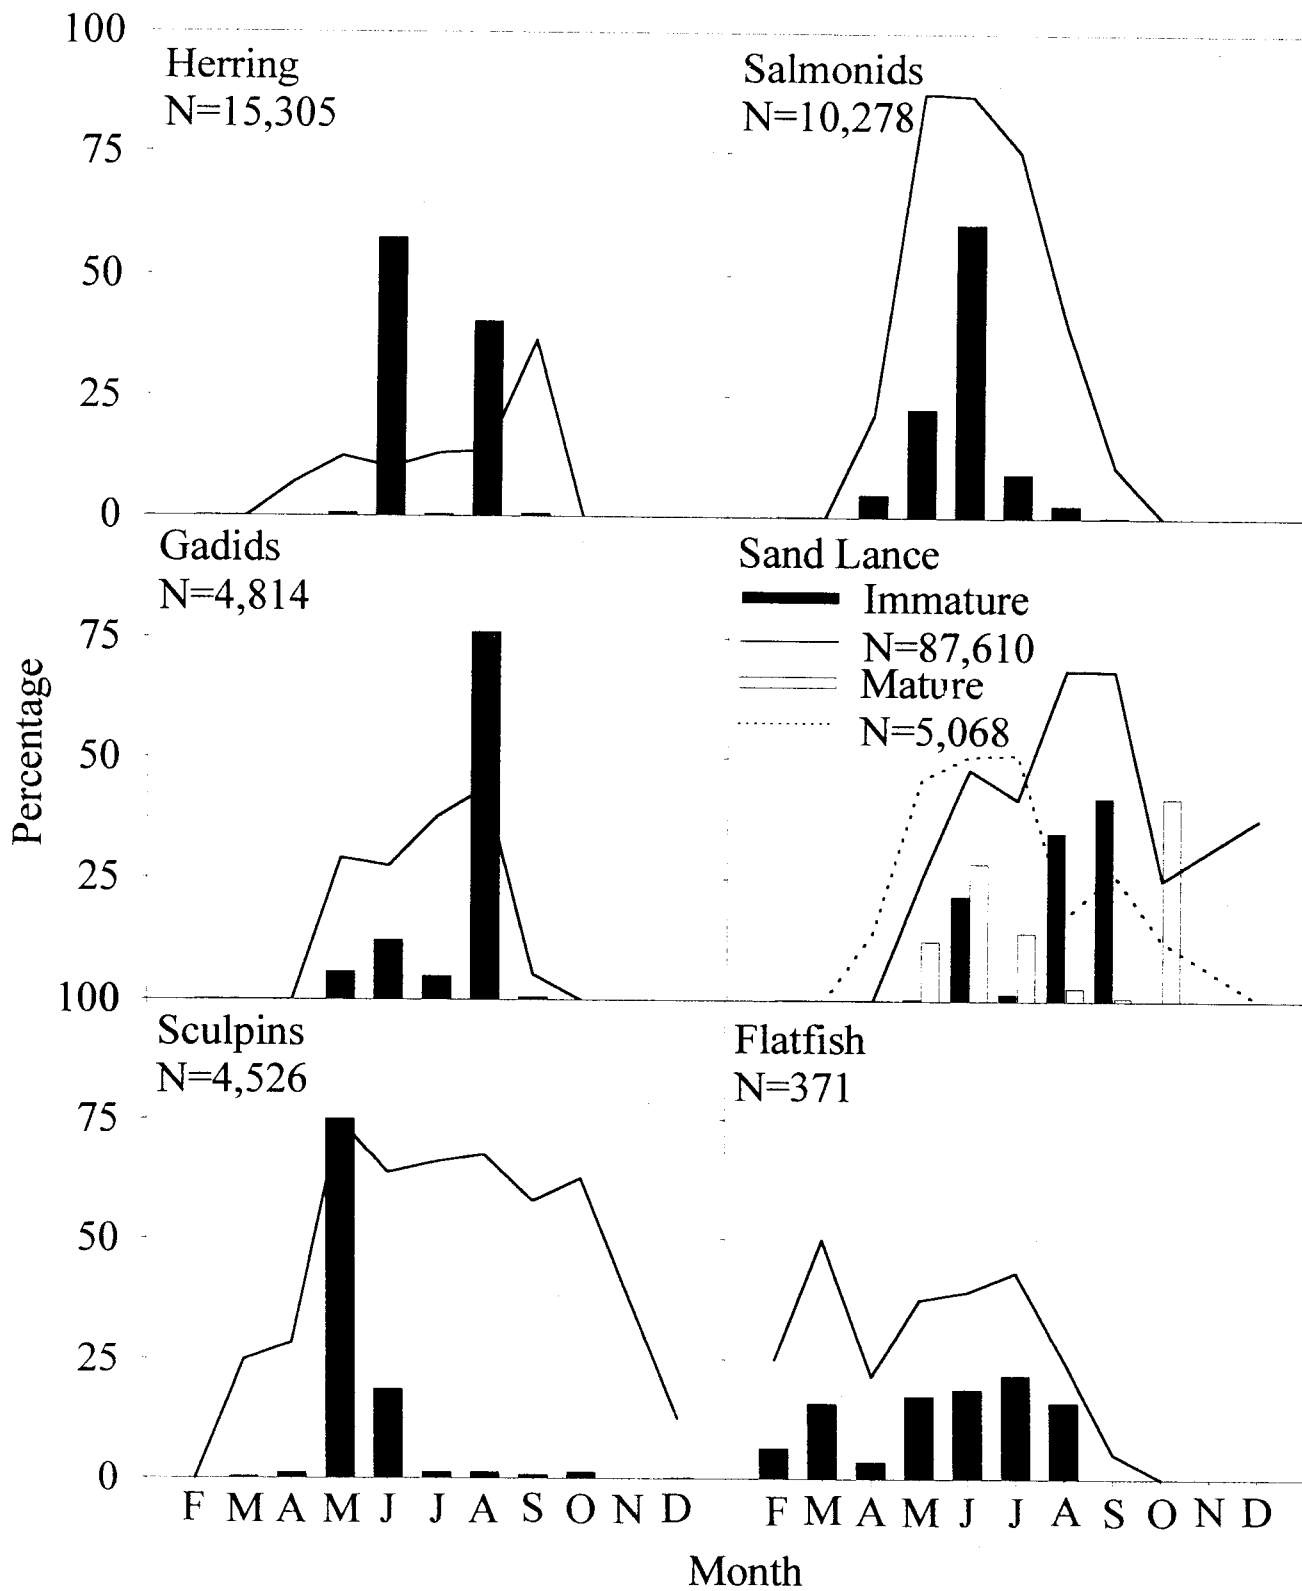 100
Herring
N=15,305
75
50
25
0
Salmonids
N=10,278
Gadids
N=4,814
75
50
25
100
Sand Lance
Immature
N=87,610
Mature
N=5,068
Percentage
Sculpins
N=4,526
75
50
25
0
F M A M J J A S O N D
Flatfish
N=371
F M A M J J A S O N D
Month